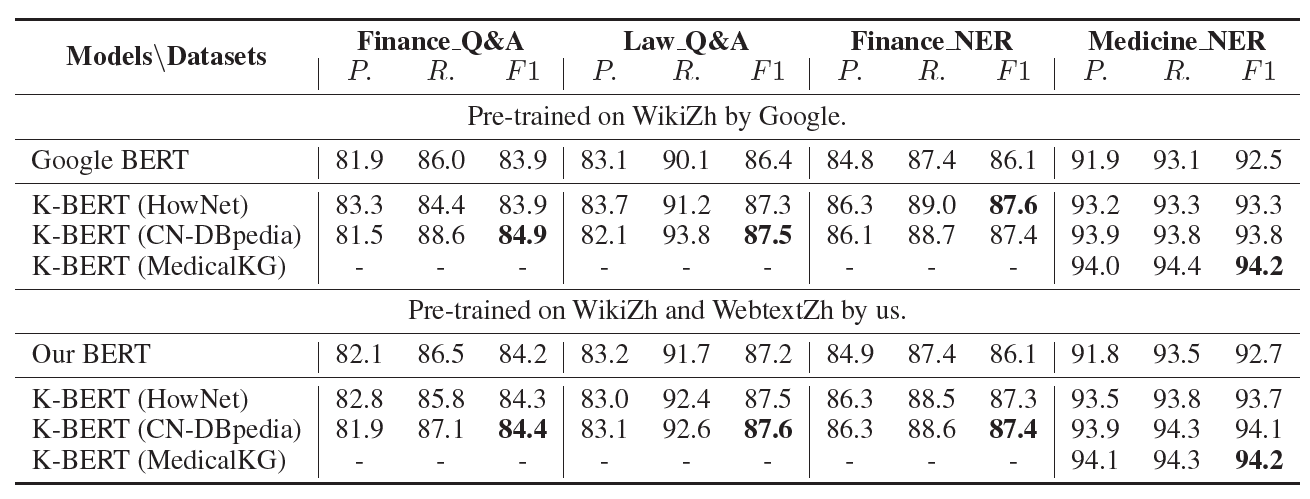 Models\Datasets Finance_Q&A Law_Q&A Finance_NER Medicine_NER
P. R. F1 P. R. F1 P. R. F1 P. R. F1
Pre-trained on WikiZh by Google.
Google BERT 81.9 86.0 83.9 83.1 90.1 86.4 84.8 87.4 86.1 91.9 93.1 92.5
K-BERT (HowNet) 83.3 84.4 83.9 83.7 91.2 87.3 86.3 89.0 87.6 93.2 93.3 93.3
K-BERT (CN-DBpedia) 81.5 88.6 84.9 82.1 93.8 87.5 86.1 88.7 87.4 93.9 93.8 93.8
K-BERT (MedicalKG) - - - - - - - - - 94.0 94.4 94.2
Pre-trained on WikiZh and WebtextZh by us.
Our BERT 82.1 86.5 84.2 83.2 91.7 87.2 84.9 87.4 86.1 91.8 93.5 92.7
K-BERT (HowNet) 82.8 85.8 84.3 83.0 92.4 87.5 86.3 88.5 87.3 93.5 93.8 93.7
K-BERT (CN-DBpedia) 81.9 87.1 84.4 83.1 92.6 87.6 86.3 88.6 87.4 93.9 94.3 94.1
K-BERT (MedicalKG) - - - - - - - - - 94.1 94.3 94.2